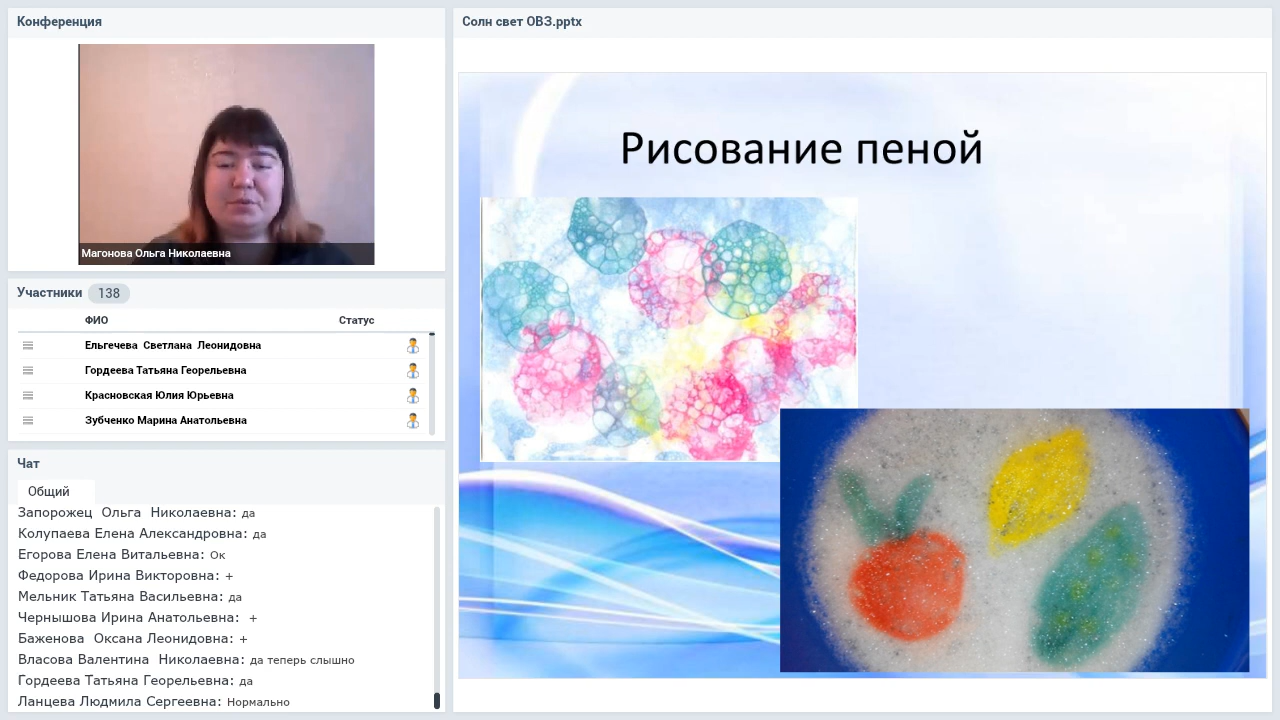 Конференция
Магонова Ольга Николаевна
Участники 138
ФИО Статус
Ельгечева Светлана Леонидовна
Гордеева Татьяна Георельевна
Красновская Юлия Юрьевна
Зубченко Марина Анатольевна
Чат
Общий
Запорожец Ольга Николаевна: да
Колупаева Елена Александровна: да
Егорова Елена Витальевна: Ок
Федорова Ирина Викторовна: +
Мельник Татьяна Васильевна: да
Чернышова Ирина Анатольевна: +
Баженова Оксана Леонидовна: +
Власова Валентина Николаевна: да теперь слышно
Гордеева Татьяна Георельевна: да
Ланцева Людмила Сергеевна: Нормально
Солн свет ОВЗ.pptx
Рисование пеной